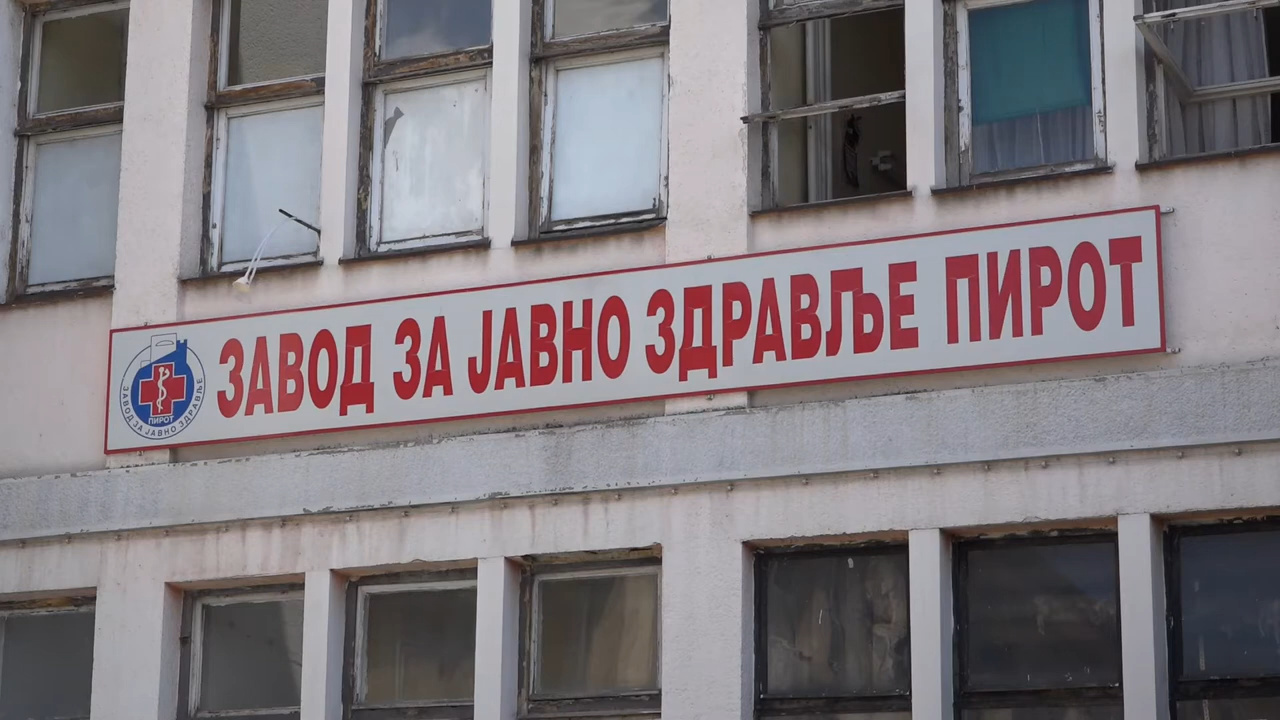 ЗАВОД ЗА ЈАВНО ЗДРАВЉЕ ПИРОТ
ПИРОТ
ЗАВОД ЗА ЈАВНО ЗДРАВЉЕ